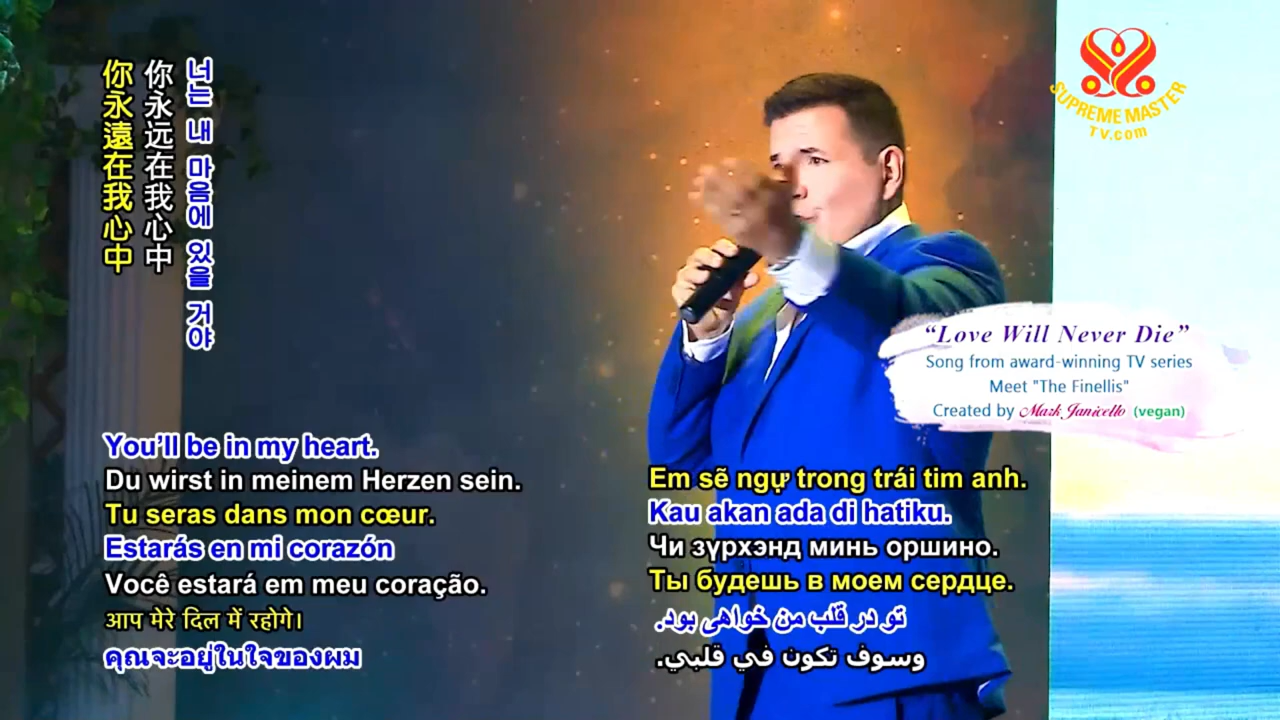 你永遠在我心中
你永远在我心中
너는 내 마음에 있을 거야
SUPREME MASTER
TV.com
“Love Will Never Die”
Song from award-winning TV series
Meet "The Finellis"
Created by Mark Janicello (vegan)
You’ll be in my heart.
Du wirst in meinem Herzen sein.
Tu seras dans mon cœur.
Estarás en mi corazón
Você estará em meu coração.
आप मेरे दिल में रहोगे।
คุณจะอยู่ในใจของผม
Em sẽ ngự trong trái tim anh.
Kau akan ada di hatiku.
Чи зүрхэнд минь оршино.
Ты будешь в моем сердце.
تو در قلب من خواهی بود.
وسوف تكون في قلبي.